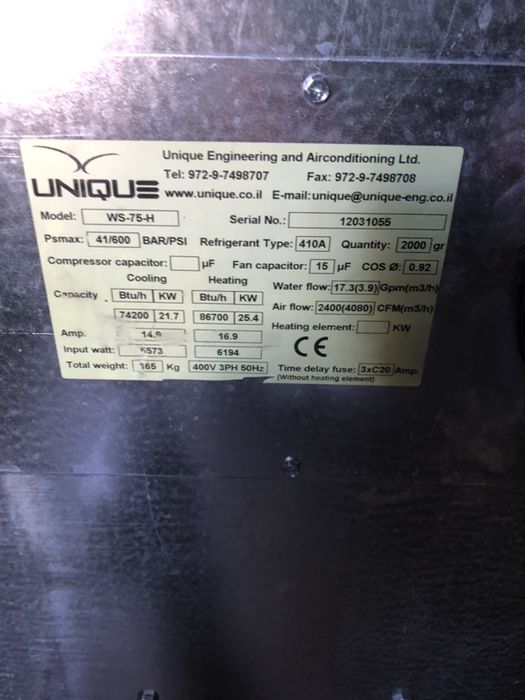 Unique Engineering and Airconditioning Ltd.
UNIQUE
Tel: 972-9-7498707 Fax: 972-9-7498708
www.unique.co.il E-mail:unique@unique-eng.co.il
Model: WS-75-H Serial No.: 12031055
Psmax: 41/600 BAR/PSI Refrigerant Type: 410A Quantity: 2000 gr
Compressor capacitor: µF Fan capacitor: 15 µF COS Ø: 0.92
Cooling Heating Water flow: 17.3(3.9) Gpm(m3/h)
Capacity Btu/h KW Btu/h KW
74200 21.7 86700 25.4 Air flow: 2400(4080) CFM(m3/h)
Amp. 16.9 Heating element: KW
Input watt: 5573 6194 CE
Total weight: 165 Kg 400V 3PH 50Hz Time delay fuse: 3xC20 Amp.
(Without heating element)